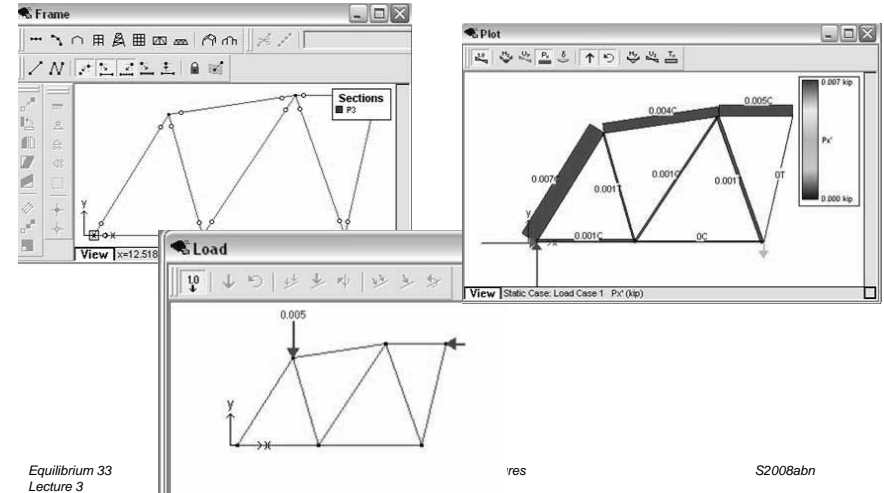 Frame
Sections
P3
y
x
View x=12.518
Plot
0.007 kip
Px'
0.000 kip
0.004C
0.005C
0.007C
0.001T
0.001C
0.001T
0T
y
0.001C
0C
View Static Case: Load Case 1 Px' (kip)
Load
1.0
0.005
y
x
Equilibrium 33
Lecture 3
res
S2008abn